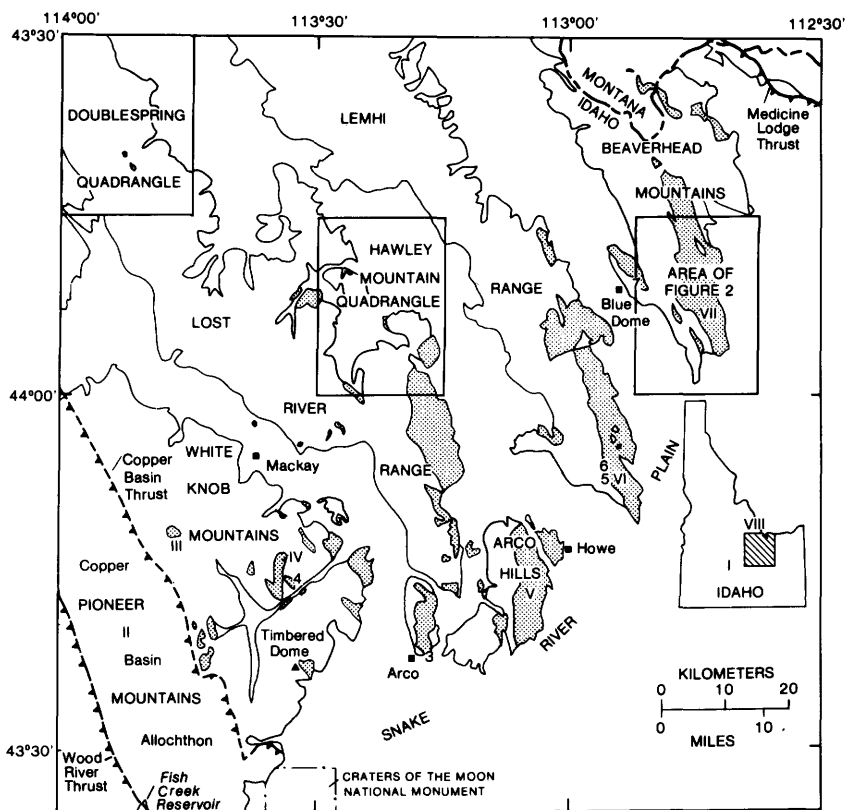 114°00'
113°30'
113°00'
112°30'
43°30'
DOUBLESPRING
QUADRANGLE
LEMHI
MONTANA
IDAHO
Medicine
Lodge
Thrust
BEAVERHEAD
MOUNTAINS
HAWLEY
MOUNTAIN
QUADRANGLE
RANGE
AREA OF
FIGURE 2
VII
Blue
Dome
LOST
44°00'
RIVER
Copper
Basin
Thrust
WHITE
Mackay
KNOB
RANGE
6
5 VI
PLAIN
MOUNTAINS
III
IV
4
ARCO
Howe
HILLS
V
VIII
I
IDAHO
Copper
PIONEER
II
Basin
Timbered
Dome
3
Arco
RIVER
KILOMETERS
0 10 20
0 10
MILES
MOUNTAINS
Allochthon
SNAKE
43°30'
Wood
River
Thrust
Fish
Creek
Reservoir
CRATERS OF THE MOON
NATIONAL MONUMENT